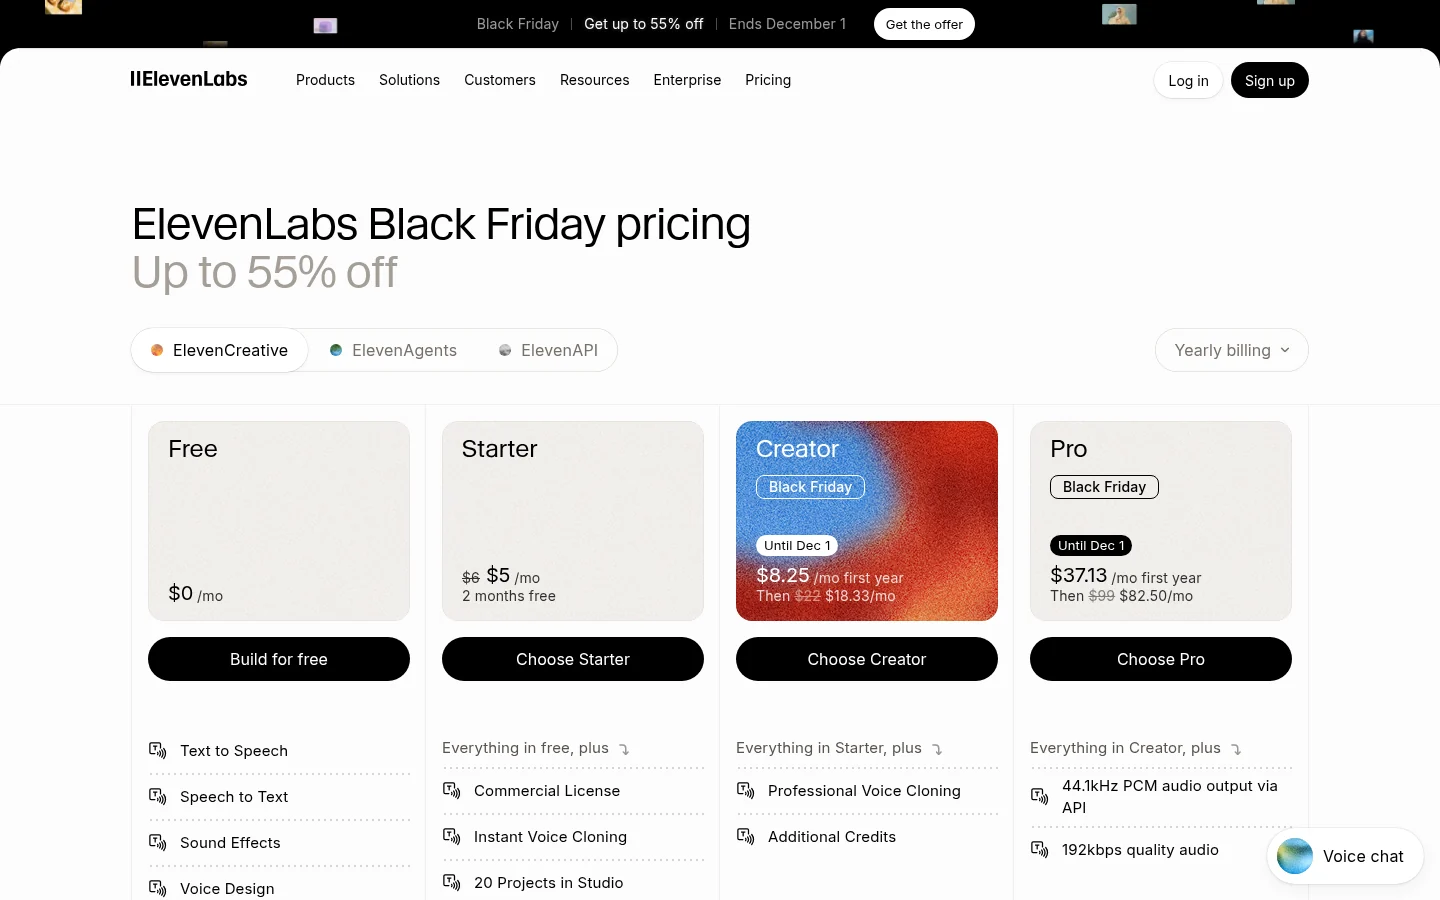 Black Friday | Get up to 55% off | Ends December 1
Get the offer
IIElevenLabs
Products
Solutions
Customers
Resources
Enterprise
Pricing
Log in
Sign up
ElevenLabs Black Friday pricing
Up to 55% off
ElevenCreative
ElevenAgents
ElevenAPI
Yearly billing
Free
$0 /mo
Build for free
Text to Speech
Speech to Text
Sound Effects
Voice Design
Starter
$6 $5 /mo
2 months free
Choose Starter
Everything in free, plus
Commercial License
Instant Voice Cloning
20 Projects in Studio
Creator
Black Friday
Until Dec 1
$8.25 /mo first year
Then $22 $18.33/mo
Choose Creator
Everything in Starter, plus
Professional Voice Cloning
Additional Credits
Pro
Black Friday
Until Dec 1
$37.13 /mo first year
Then $99 $82.50/mo
Choose Pro
Everything in Creator, plus
44.1kHz PCM audio output via
API
192kbps quality audio
Voice chat